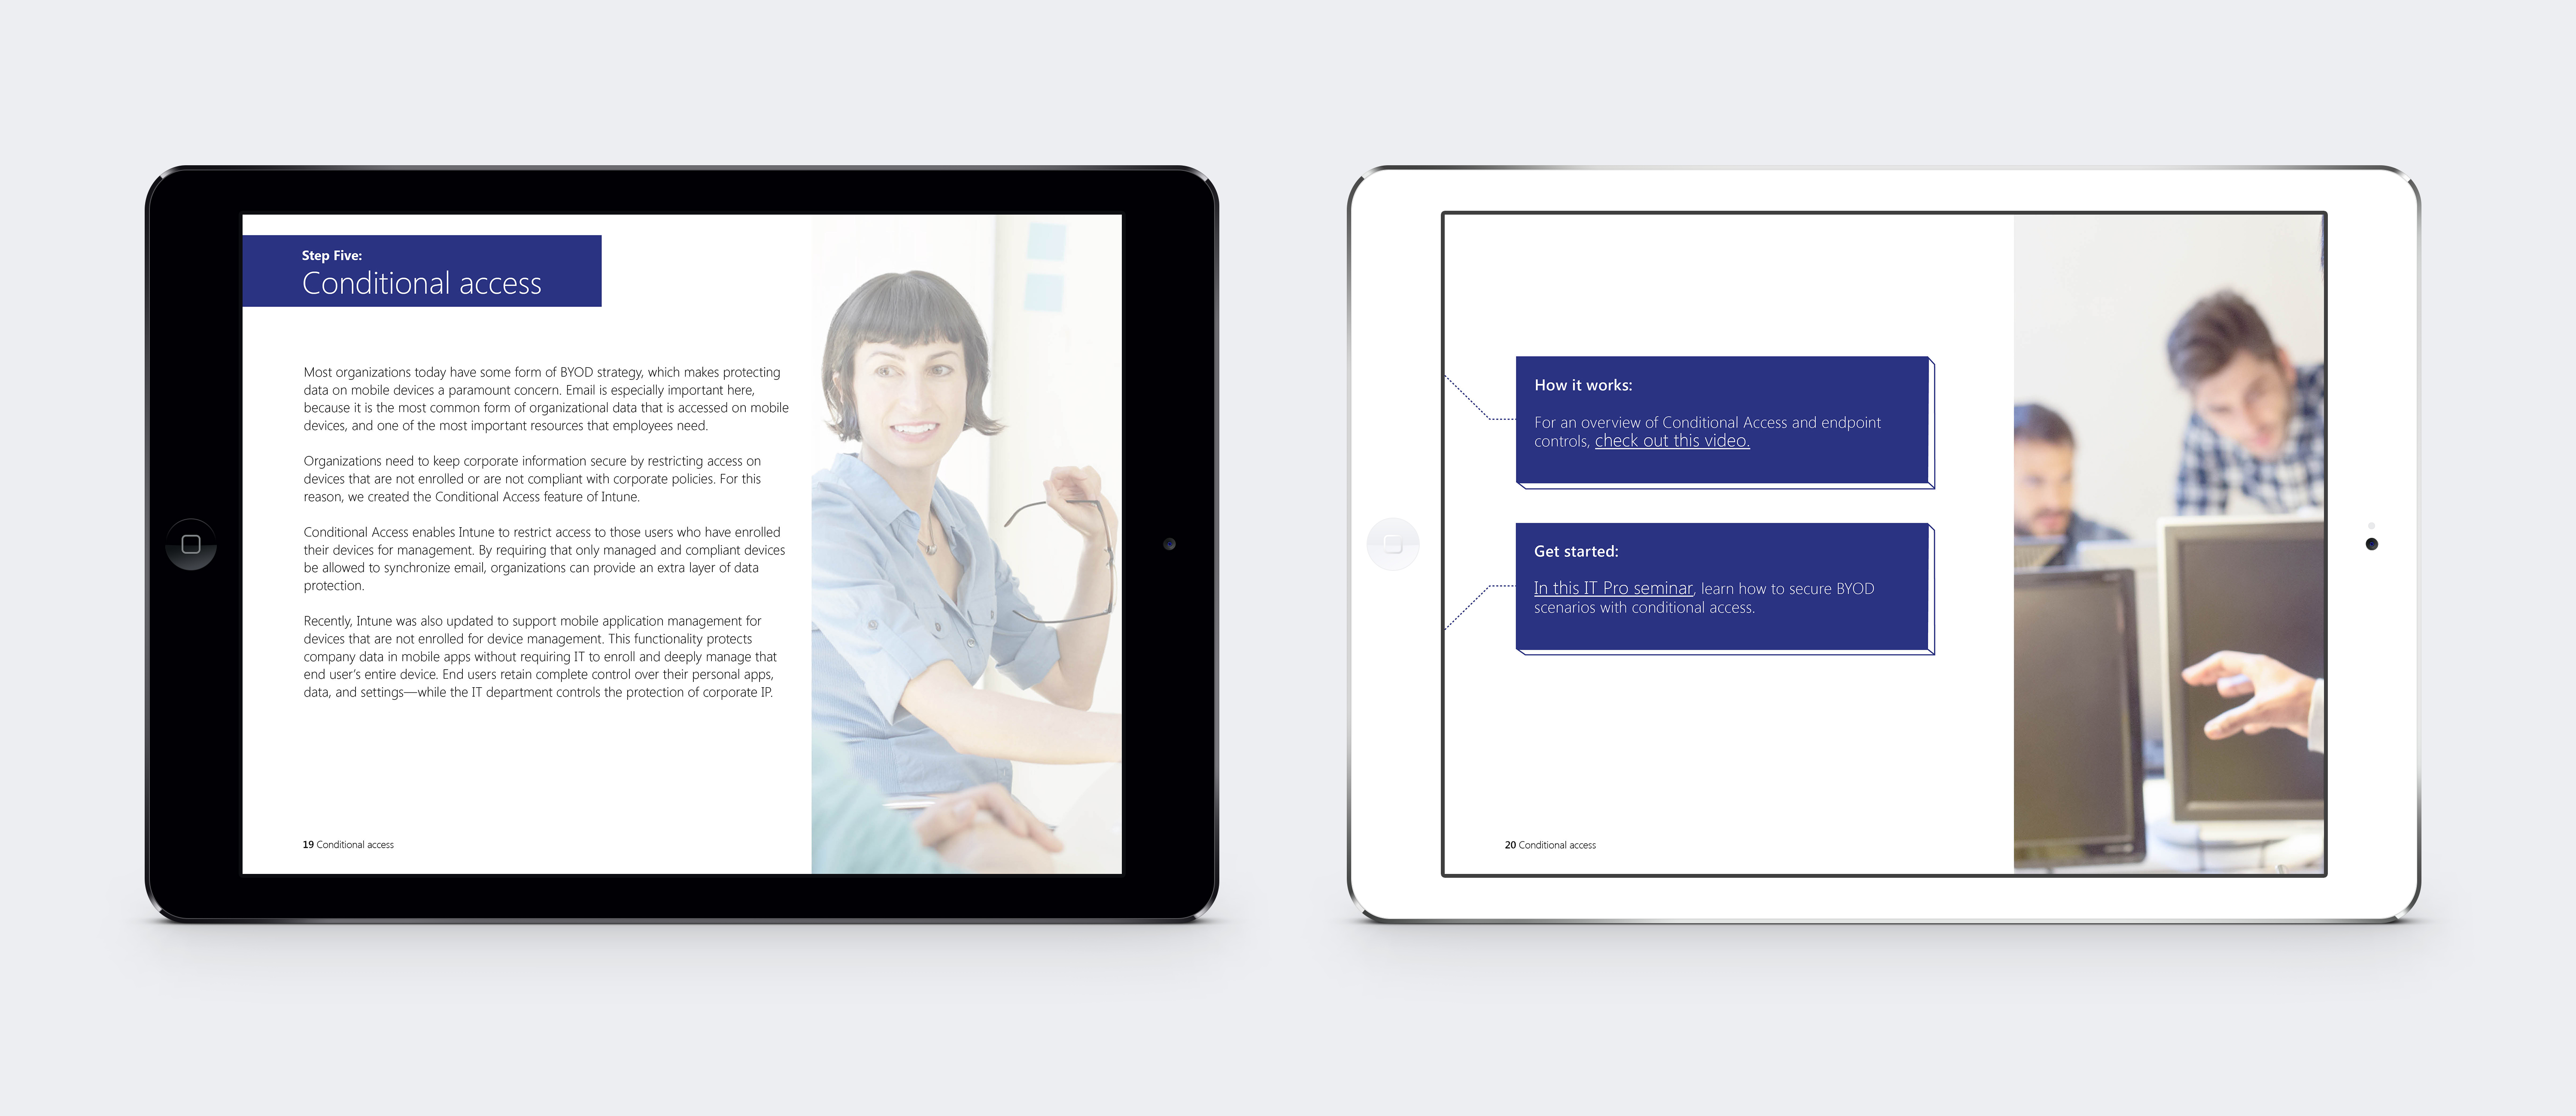 Step Five:
Conditional access
Most organizations today have some form of BYOD strategy, which makes protecting
data on mobile devices a paramount concern. Email is especially important here,
because it is the most common form of organizational data that is accessed on mobile
devices, and one of the most important resources that employees need.
Organizations need to keep corporate information secure by restricting access on
devices that are not enrolled or are not compliant with corporate policies. For this
reason, we created the Conditional Access feature of Intune.
Conditional Access enables Intune to restrict access to those users who have enrolled
their devices for management. By requiring that only managed and compliant devices
be allowed to synchronize email, organizations can provide an extra layer of data
protection.
Recently, Intune was also updated to support mobile application management for
devices that are not enrolled for device management. This functionality protects
company data in mobile apps without requiring IT to enroll and deeply manage that
end user’s entire device. End users retain complete control over their personal apps,
data, and settings—while the IT department controls the protection of corporate IP.
19 Conditional access
How it works:
For an overview of Conditional Access and endpoint
controls, check out this video.
Get started:
In this IT Pro seminar, learn how to secure BYOD
scenarios with conditional access.
20 Conditional access